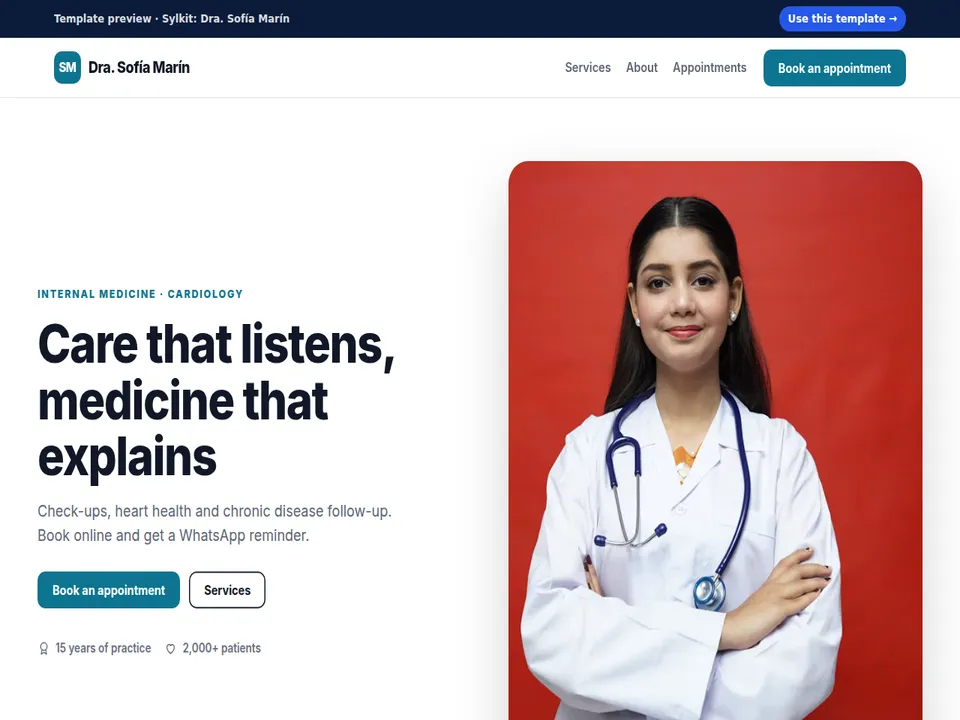 Template preview · Sylkit: Dra. Sofía Marín
Use this template →
SM
Dra. Sofía Marín
Services
About
Appointments
Book an appointment
INTERNAL MEDICINE · CARDIOLOGY
Care that listens,
medicine that
explains
Check-ups, heart health and chronic disease follow-up.
Book online and get a WhatsApp reminder.
Book an appointment
Services
15 years of practice
2,000+ patients